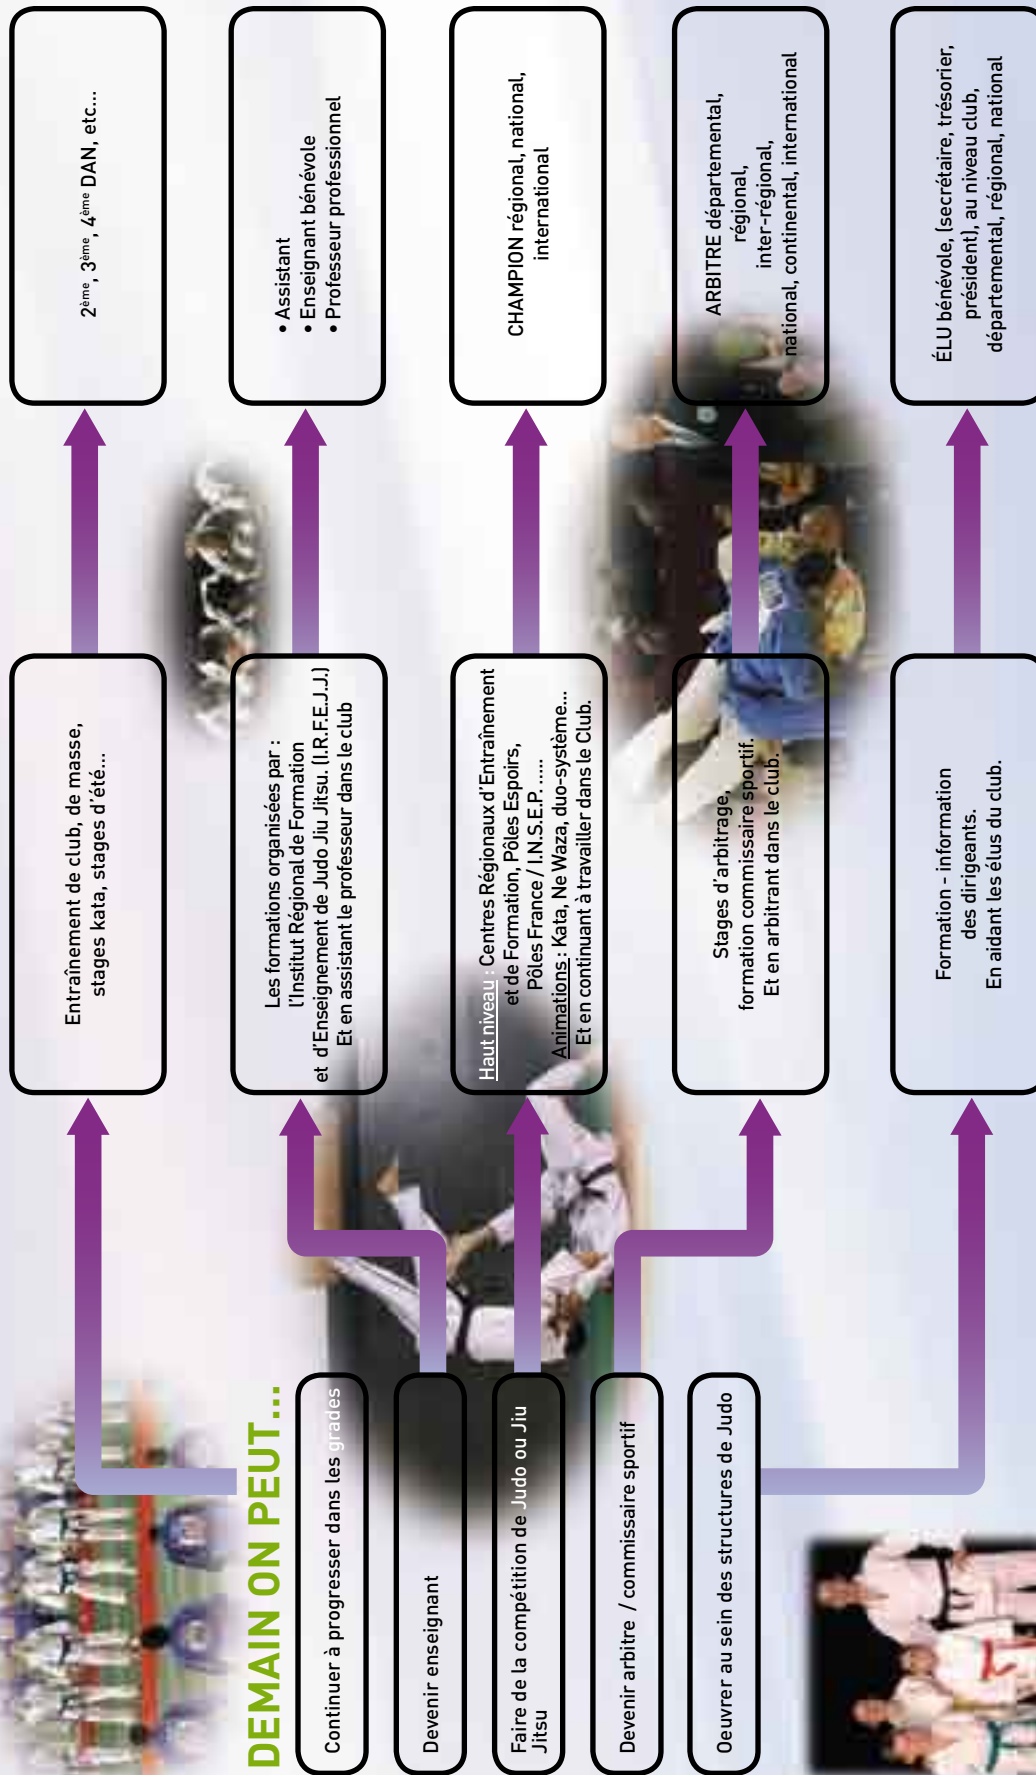 DEMAIN ON PEUT...
Continuer à progresser dans les grades
Devenir enseignant
Faire de la compétition de Judo ou Jiu
Jitsu
Devenir arbitre / commissaire sportif
Oeuvrer au sein des structures de Judo
Entraînement de club, de masse,
stages kata, stages d'été...
Les formations organisées par :
l'Institut Régional de Formation
et d'Enseignement de Judo Jiu Jitsu. (I.R.F.E.J.J.)
Et en assistant le professeur dans le club
Haut niveau : Centres Régionaux d'Entraînement
et de Formation, Pôles Espoirs,
Pôles France / I.N.S.E.P. .....
Animations : Kata, Ne Waza, duo-système...
Et en continuant à travailler dans le Club.
Stages d'arbitrage,
formation commissaire sportif.
Et en arbitrant dans le club.
Formation - information
des dirigeants.
En aidant les élus du club.
2ème, 3ème, 4ème DAN, etc...
• Assistant
• Enseignant bénévole
• Professeur professionnel
CHAMPION régional, national,
international
ARBITRE départemental,
régional,
inter-régional,
national, continental, international
ÉLU bénévole, (secrétaire, trésorier,
président), au niveau club,
départemental, régional, national